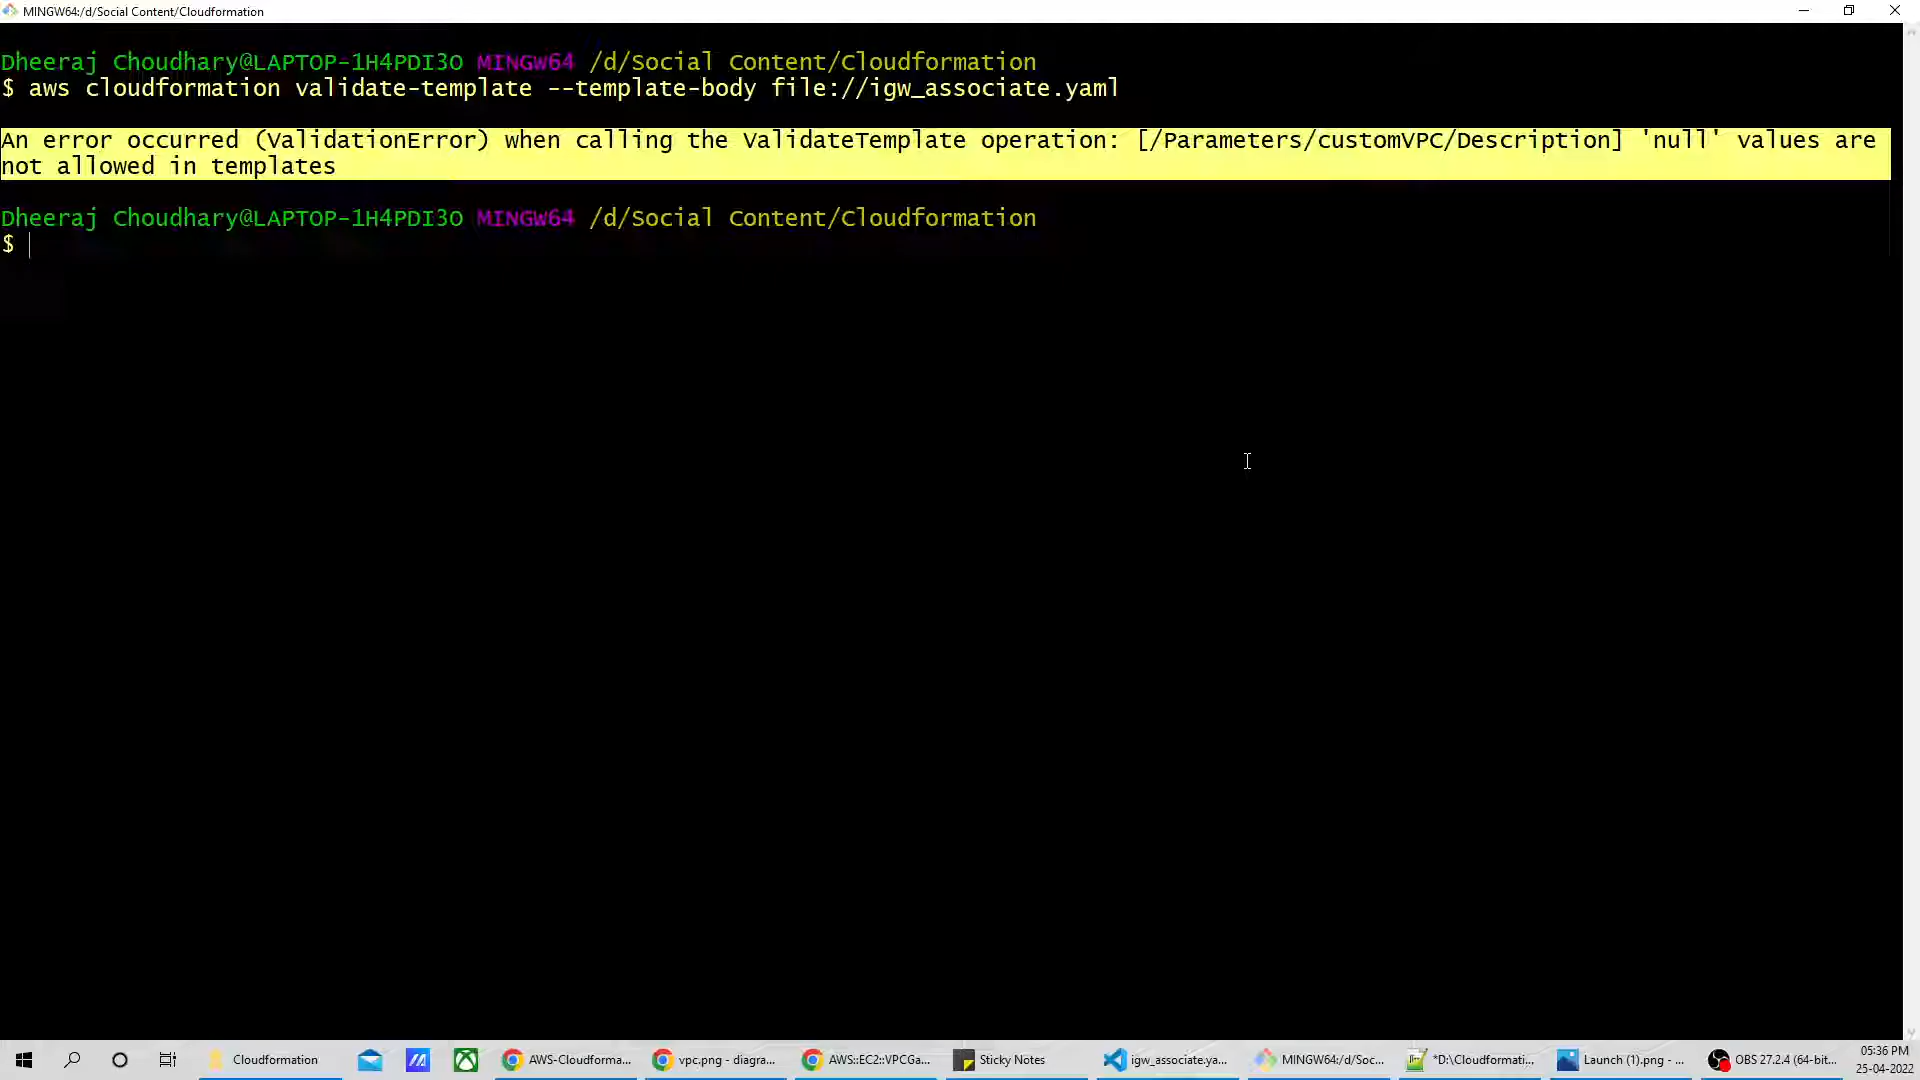 MINGW64:/d/Social Content/Cloudformation
Dheeraj Choudhary@LAPTOP-1H4PDI3O MINGW64 /d/Social Content/Cloudformation
$ aws cloudformation validate-template --template-body file://igw_associate.yaml
An error occurred (ValidationError) when calling the ValidateTemplate operation: [/Parameters/customVPC/Description] 'null' values are
not allowed in templates
Dheeraj Choudhary@LAPTOP-1H4PDI3O MINGW64 /d/Social Content/Cloudformation
$
Cloudformation AWS-Cloudforma... vpc.png - diagra... AWS::EC2::VPCGa... Sticky Notes igw_associate.ya... MINGW64:/d/Soc... *D:\Cloudformati... Launch (1).png - ... OBS 27.2.4 (64-bit... 05:36 PM
25-04-2022